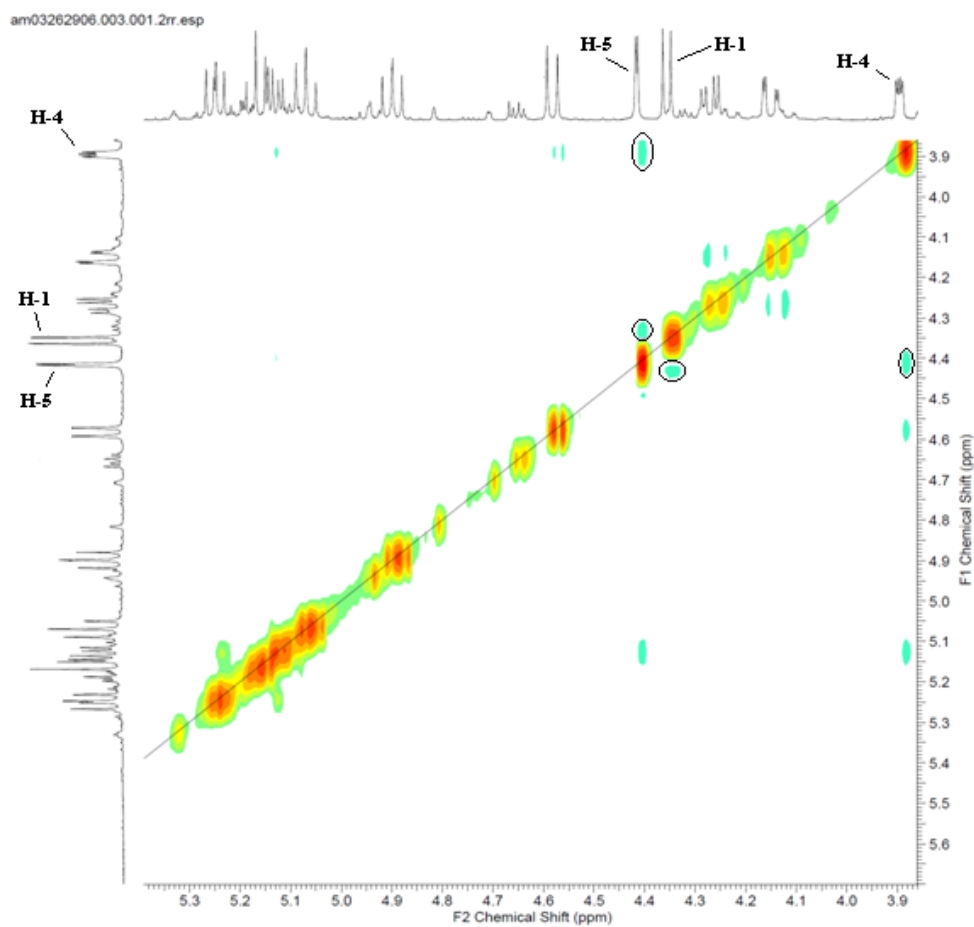 am03262906.003.001.2rr.esp
H-5
H-1
H-4
H-4
H-1
H-5
3.9
4.0
4.1
4.2
4.3
4.4
4.5
4.6
4.7
4.8
4.9
5.0
5.1
5.2
5.3
5.4
5.5
5.6
F1 Chemical Shift (ppm)
5.3 5.2 5.1 5.0 4.9 4.8 4.7 4.6 4.5 4.4 4.3 4.2 4.1 4.0 3.9
F2 Chemical Shift (ppm)